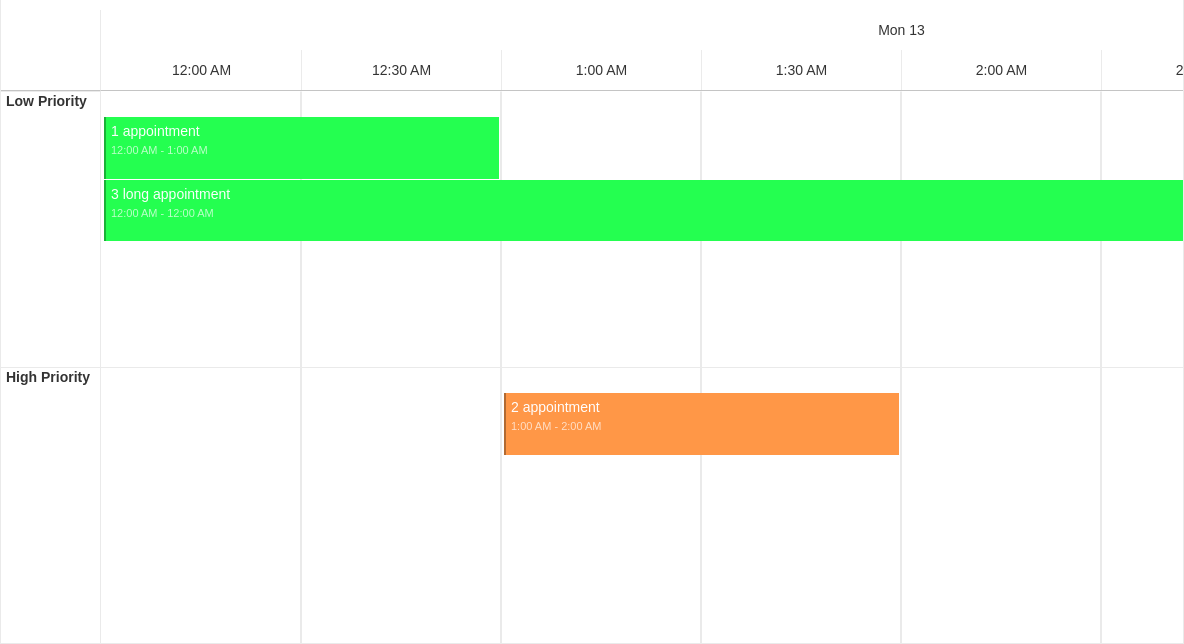 Mon 13
12:00 AM 12:30 AM 1:00 AM 1:30 AM 2:00 AM 2
Low Priority
1 appointment
12:00 AM - 1:00 AM
3 long appointment
12:00 AM - 12:00 AM
High Priority
2 appointment
1:00 AM - 2:00 AM